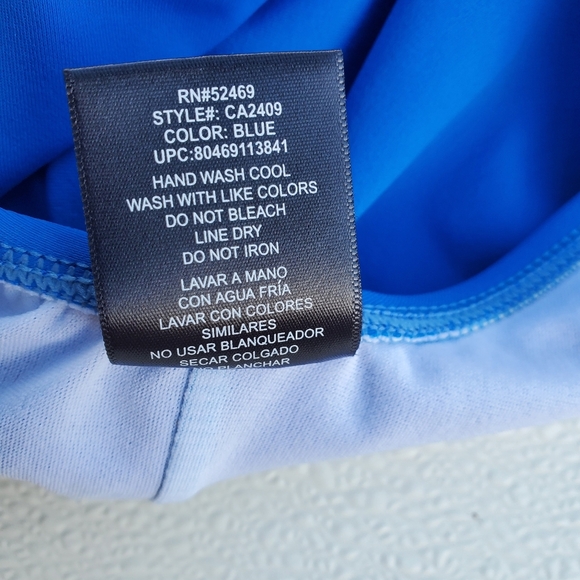 RN#52469
STYLE#: CA2409
COLOR: BLUE
UPC:80469113841
HAND WASH COOL
WASH WITH LIKE COLORS
DO NOT BLEACH
LINE DRY
DO NOT IRON
LAVAR A MANO
CON AGUA FRÍA
LAVAR CON COLORES
SIMILARES
NO USAR BLANQUEADOR
SECAR COLGADO
PLANCHAR